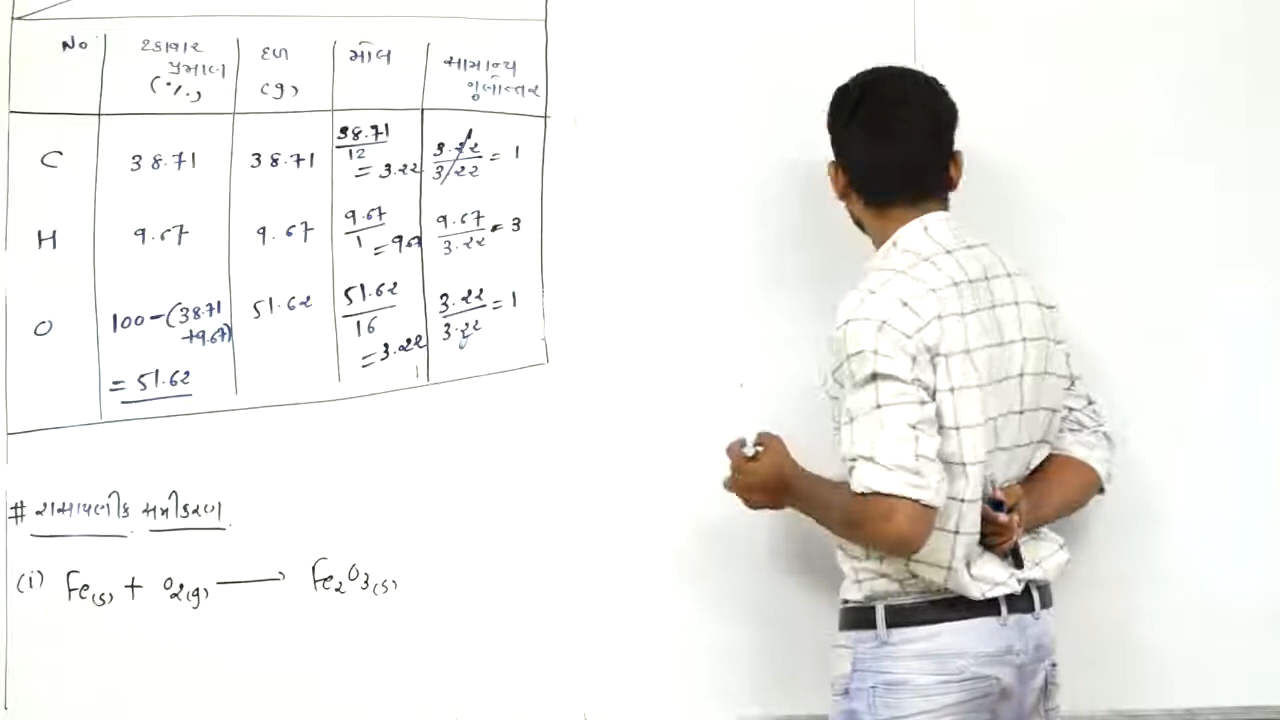 No ટકાવાર પ્રમાણ (%) દળ (g) મોલ સામાન્ય ગુણોત્તર
C 38.71 38.71 38.71/12 = 3.22 3.22/3.22 = 1
H 9.67 9.67 9.67/1 = 9.67 9.67/3.22 = 3
O 100-(38.71+9.67) 51.62 51.62/16 = 3.22 3.22/3.22 = 1
= 51.62
# રાસાયણીક સમીકરણ
(i) Fe(s) + O2(g) ⟶ Fe2O3(s)